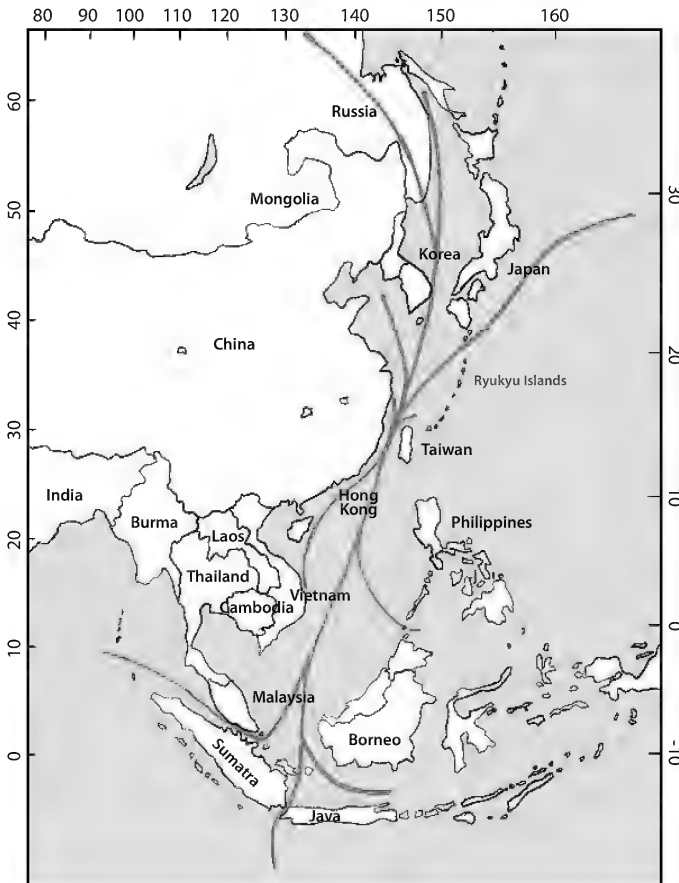 80 90 100 110 120 130 140 150 160
60
Russia
30
Mongolia
50
Korea
Japan
40
China
20
Ryukyu Islands
30
Taiwan
India
Hong
Kong
10
Burma
Philippines
Laos
20
Thailand
Vietnam
Cambodia
0
10
Malaysia
Borneo
0
Sumatra
-10
Java